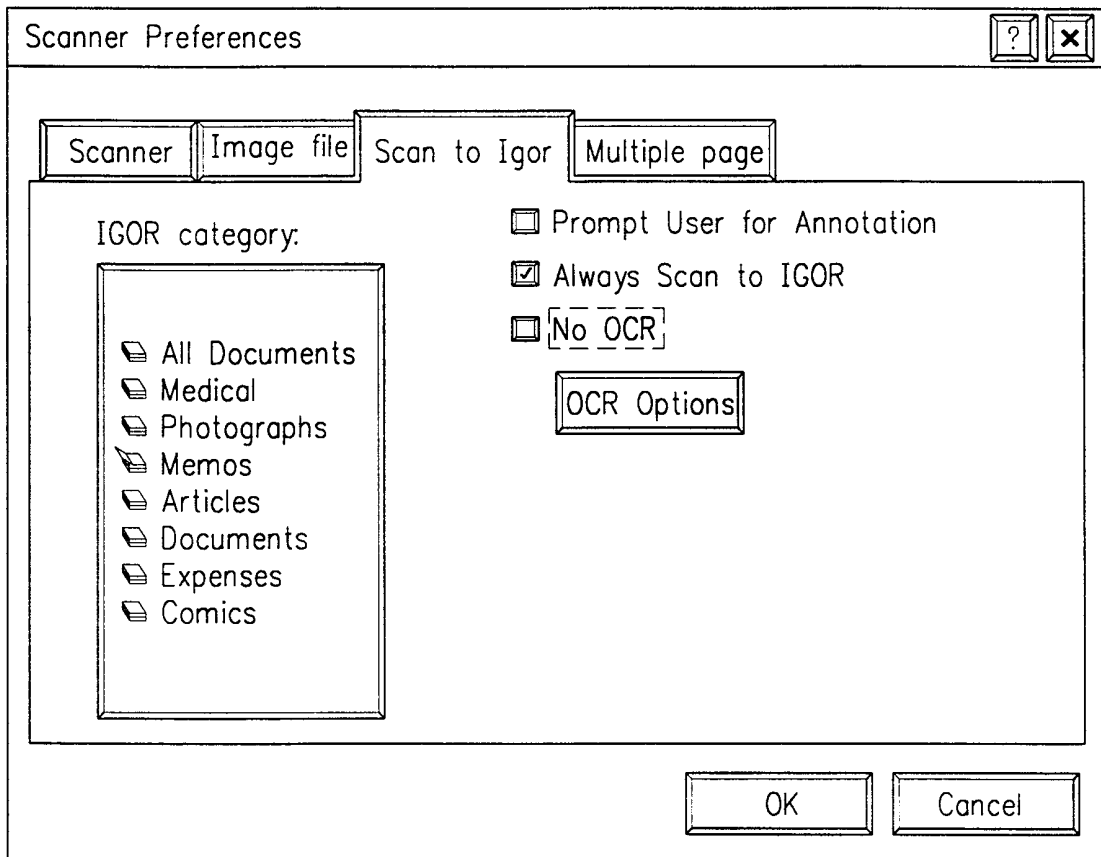 Scanner Preferences ?
Scanner Image file Scan to Igor Multiple page
IGOR category:
All Documents
Medical
Photographs
Memos
Articles
Documents
Expenses
Comics
Prompt User for Annotation
Always Scan to IGOR
No OCR
OCR Options
OK Cancel